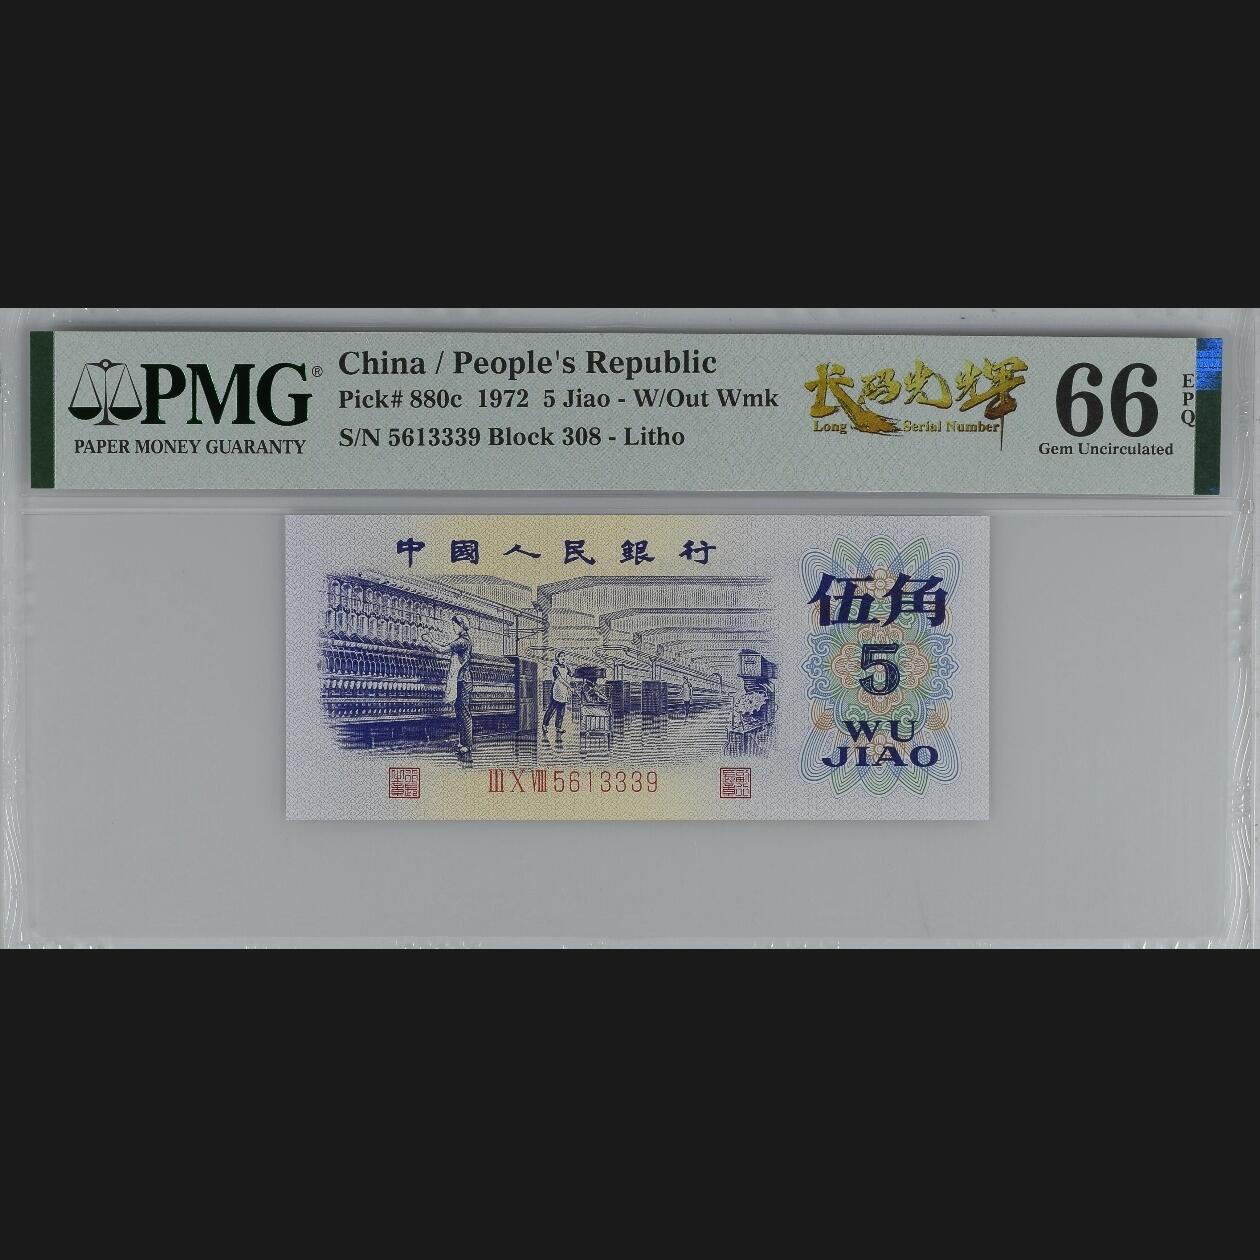 PMG®
PAPER MONEY GUARANTY
China / People's Republic
Pick# 880c 1972 5 Jiao - W/Out Wmk
S/N 5613339 Block 308 - Litho
长码光辉
Long Serial Number
66
Gem Uncirculated
EPQ
中國人民銀行
伍角
5
WU
JIAO
ⅢⅩⅧ5613339